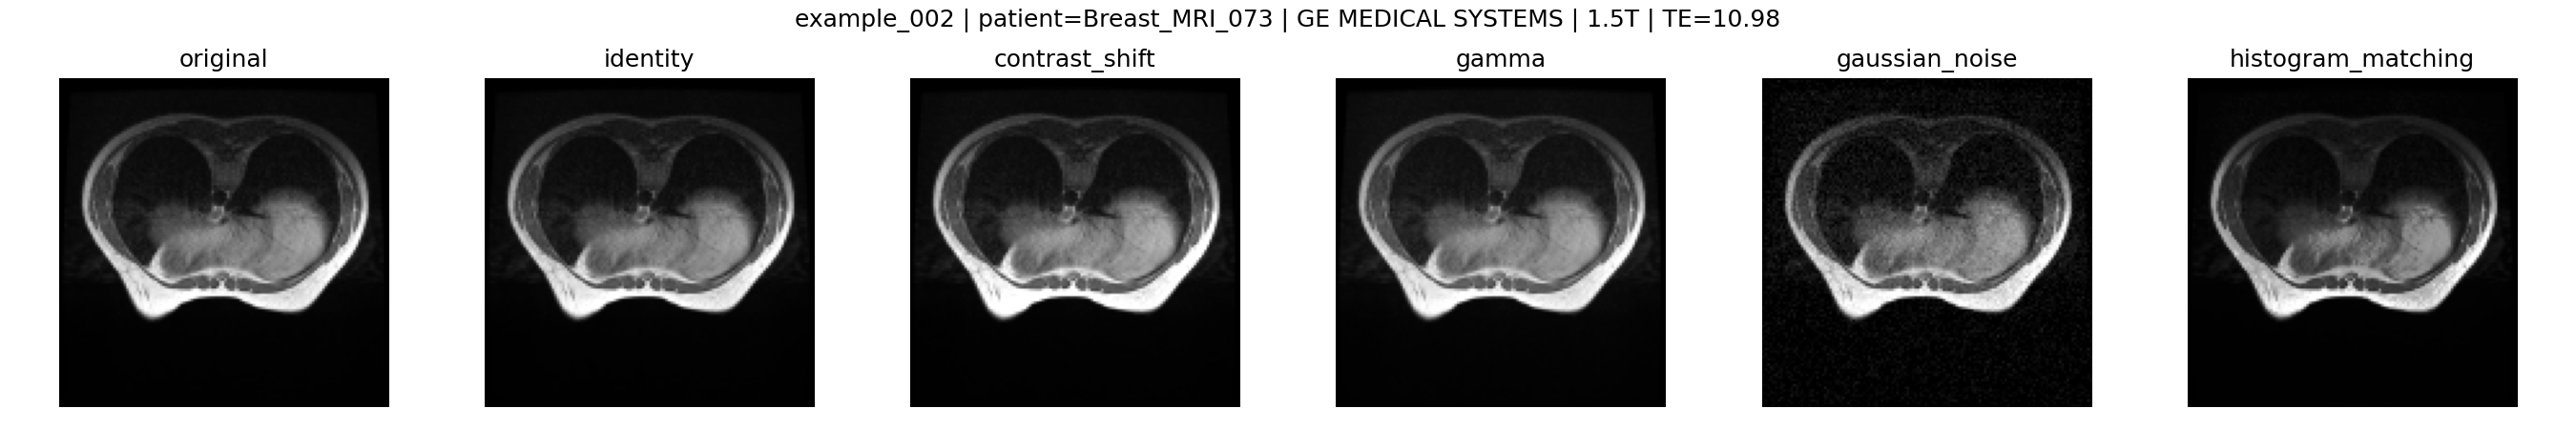 example_002 | patient=Breast_MRI_073 | GE MEDICAL SYSTEMS | 1.5T | TE=10.98
original
identity
contrast_shift
gamma
gaussian_noise
histogram_matching